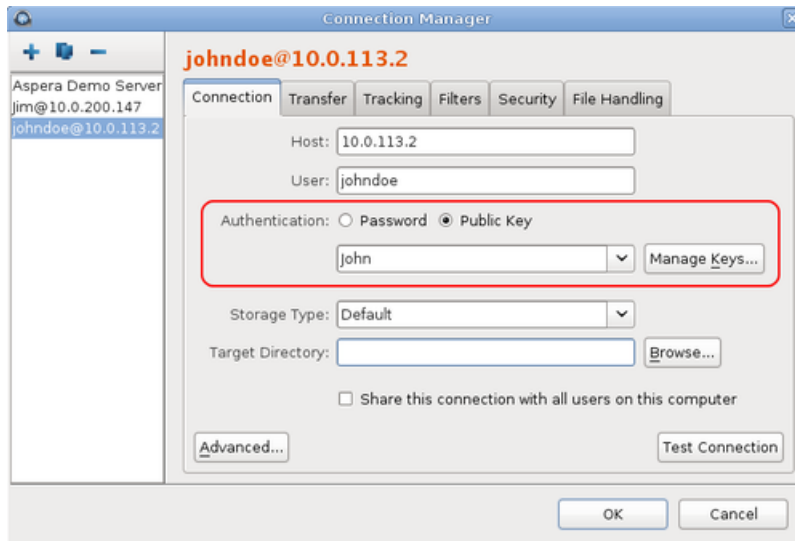 Connection Manager
johndoe@10.0.113.2
Aspera Demo Server
Jim@10.0.200.147
johndoe@10.0.113.2
Connection Transfer Tracking Filters Security File Handling
Host: 10.0.113.2
User: johndoe
Authentication: Password Public Key
John Manage Keys...
Storage Type: Default
Target Directory: Browse...
Share this connection with all users on this computer
Advanced... Test Connection
OK Cancel